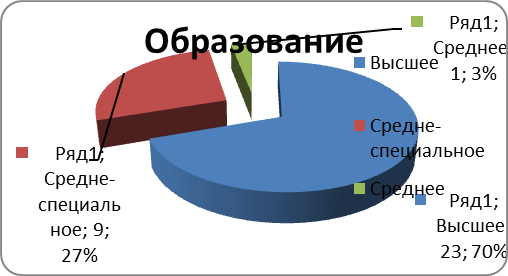 Образование
Ряд1;
Среднее
1; 3%
Высшее
Средне-
специальное
Среднее
Ряд1;
Высшее
23; 70%
Ряд1;
Средне-
специаль
ное; 9;
27%